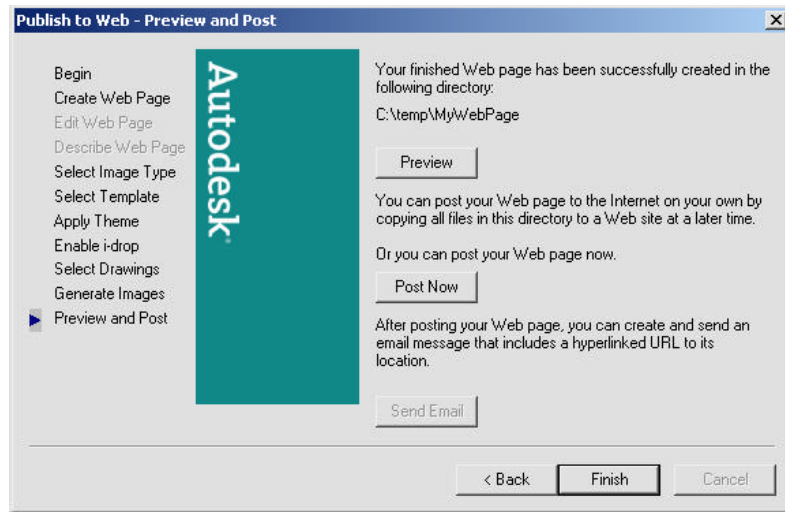 Publish to Web - Preview and Post
Begin
Create Web Page
Edit Web Page
Describe Web Page
Select Image Type
Select Template
Apply Theme
Enable i-drop
Select Drawings
Generate Images
Preview and Post
Autodesk
Your finished Web page has been successfully created in the
following directory:
C:\temp\MyWebPage
Preview
You can post your Web page to the Internet on your own by
copying all files in this directory to a Web site at a later time.
Or you can post your Web page now.
Post Now
After posting your Web page, you can create and send an
email message that includes a hyperlinked URL to its
location.
Send Email
< Back
Finish
Cancel